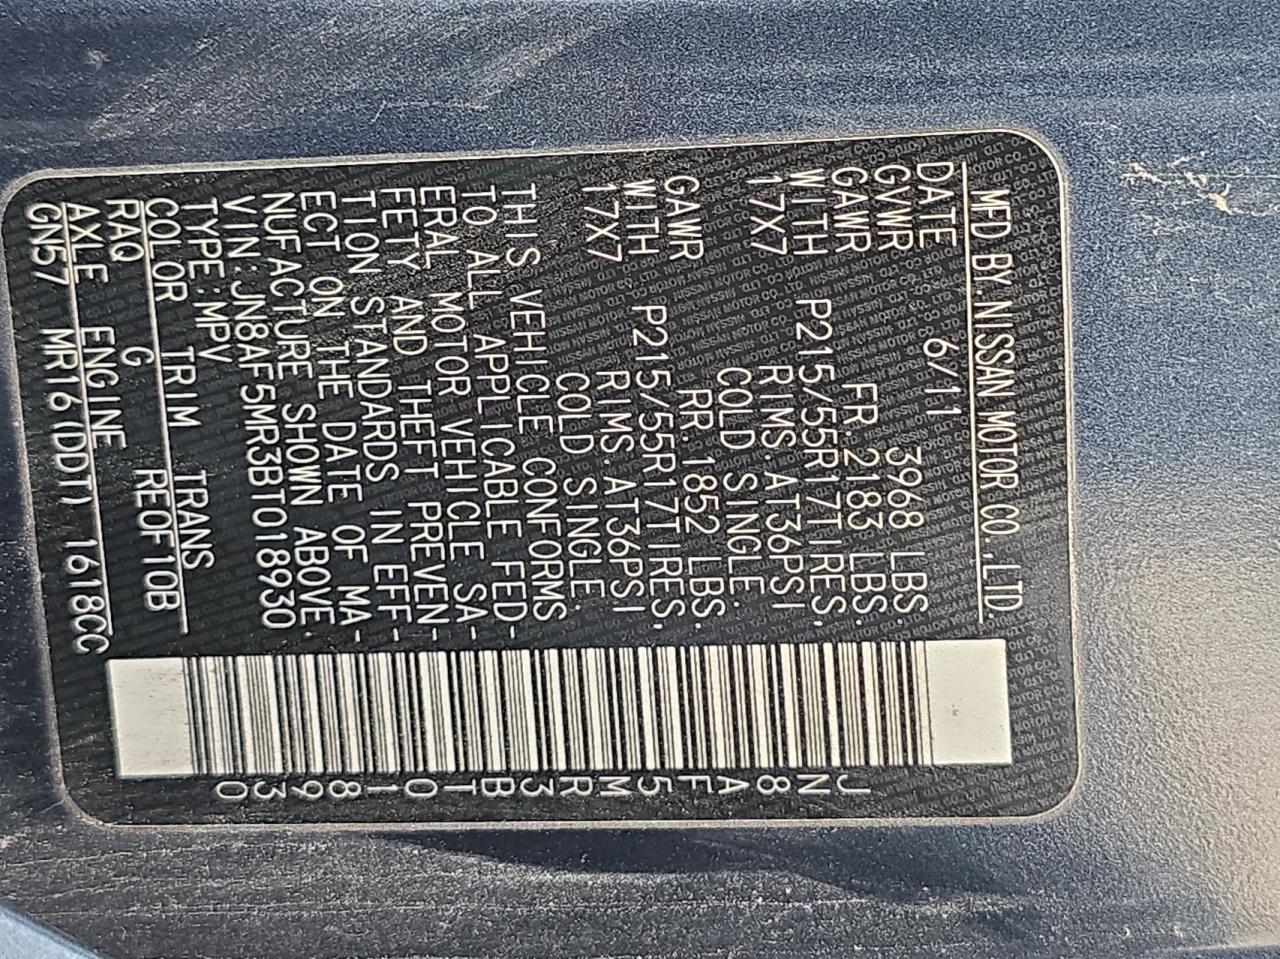 MFD BY NISSAN MOTOR CO.,LTD
DATE 6/11
GVWR 3968 LBS.
GAWR FR.2183 LBS.
WITH P215/55R17TIRES.
17X7 RIMS.AT36PSI
COLD SINGLE.
GAWR RR.1852 LBS.
WITH P215/55R17TIRES.
17X7 RIMS.AT36PSI
COLD SINGLE.
THIS VEHICLE CONFORMS
TO ALL APPLICABLE FED-
ERAL MOTOR VEHICLE SA-
FETY AND THEFT PREVEN-
TION STANDARDS IN EFF-
ECT ON THE DATE OF MA-
NUFACTURE SHOWN ABOVE.
VIN:JN8AF5MR3BT018930
TYPE:MPV
COLOR TRIM TRANS
RAQ G RE0F10B
AXLE ENGINE
GN57 MR16(DDT) 1618CC
JN8AF5MR3BT018930